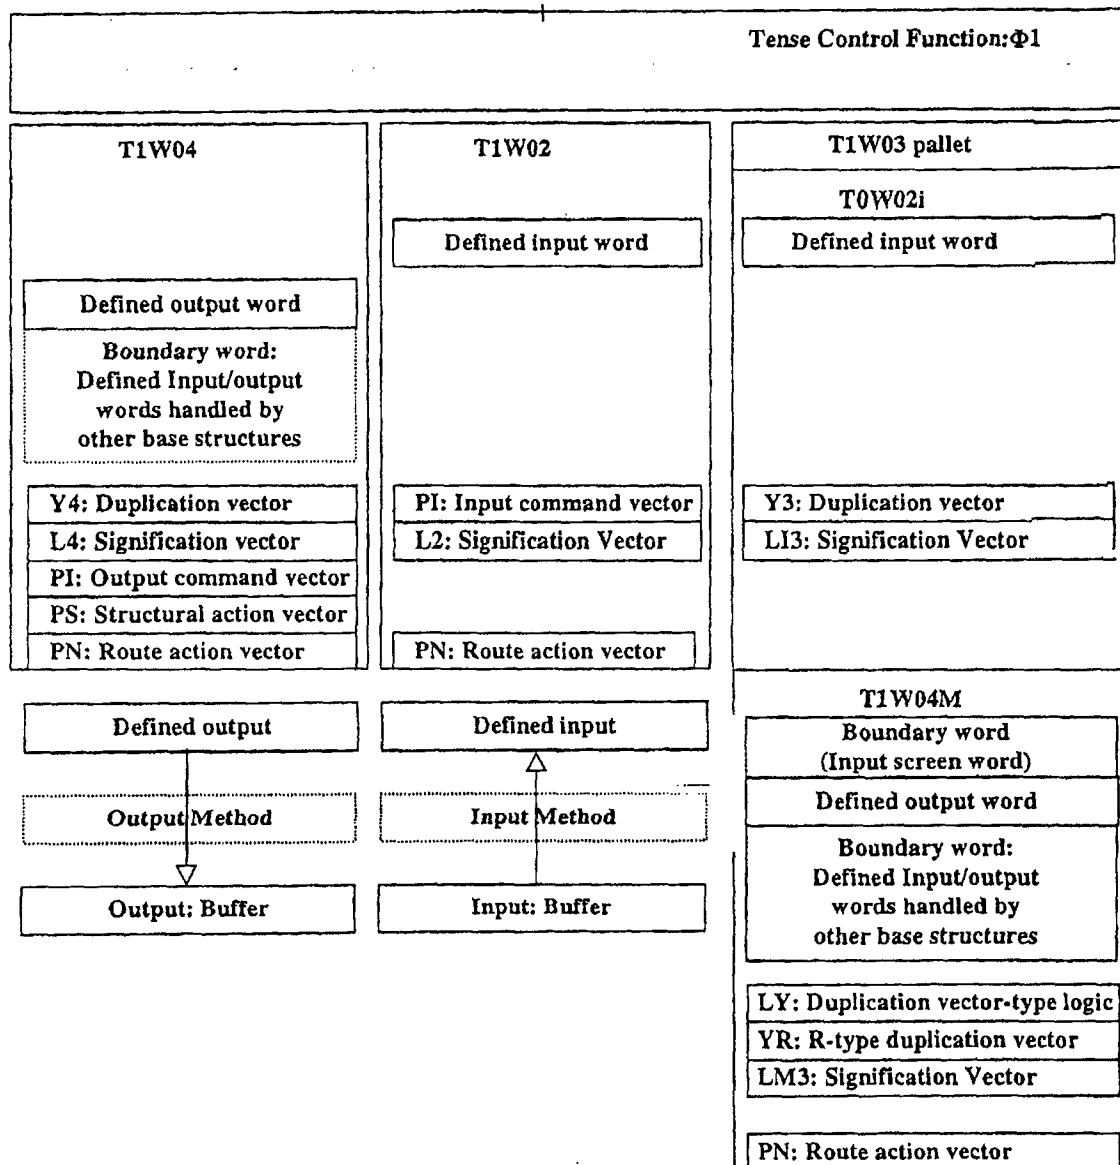 Tense Control Function:Φ1
T1W04
Defined output word
Boundary word:
Defined Input/output
words handled by
other base structures
Y4: Duplication vector
L4: Signification vector
PI: Output command vector
PS: Structural action vector
PN: Route action vector
Defined output
Output Method
Output: Buffer
T1W02
Defined input word
PI: Input command vector
L2: Signification Vector
PN: Route action vector
Defined input
Input Method
Input: Buffer
T1W03 pallet
T0W02i
Defined input word
Y3: Duplication vector
LI3: Signification Vector
T1W04M
Boundary word
(Input screen word)
Defined output word
Boundary word:
Defined Input/output
words handled by
other base structures
LY: Duplication vector-type logic
YR: R-type duplication vector
LM3: Signification Vector
PN: Route action vector